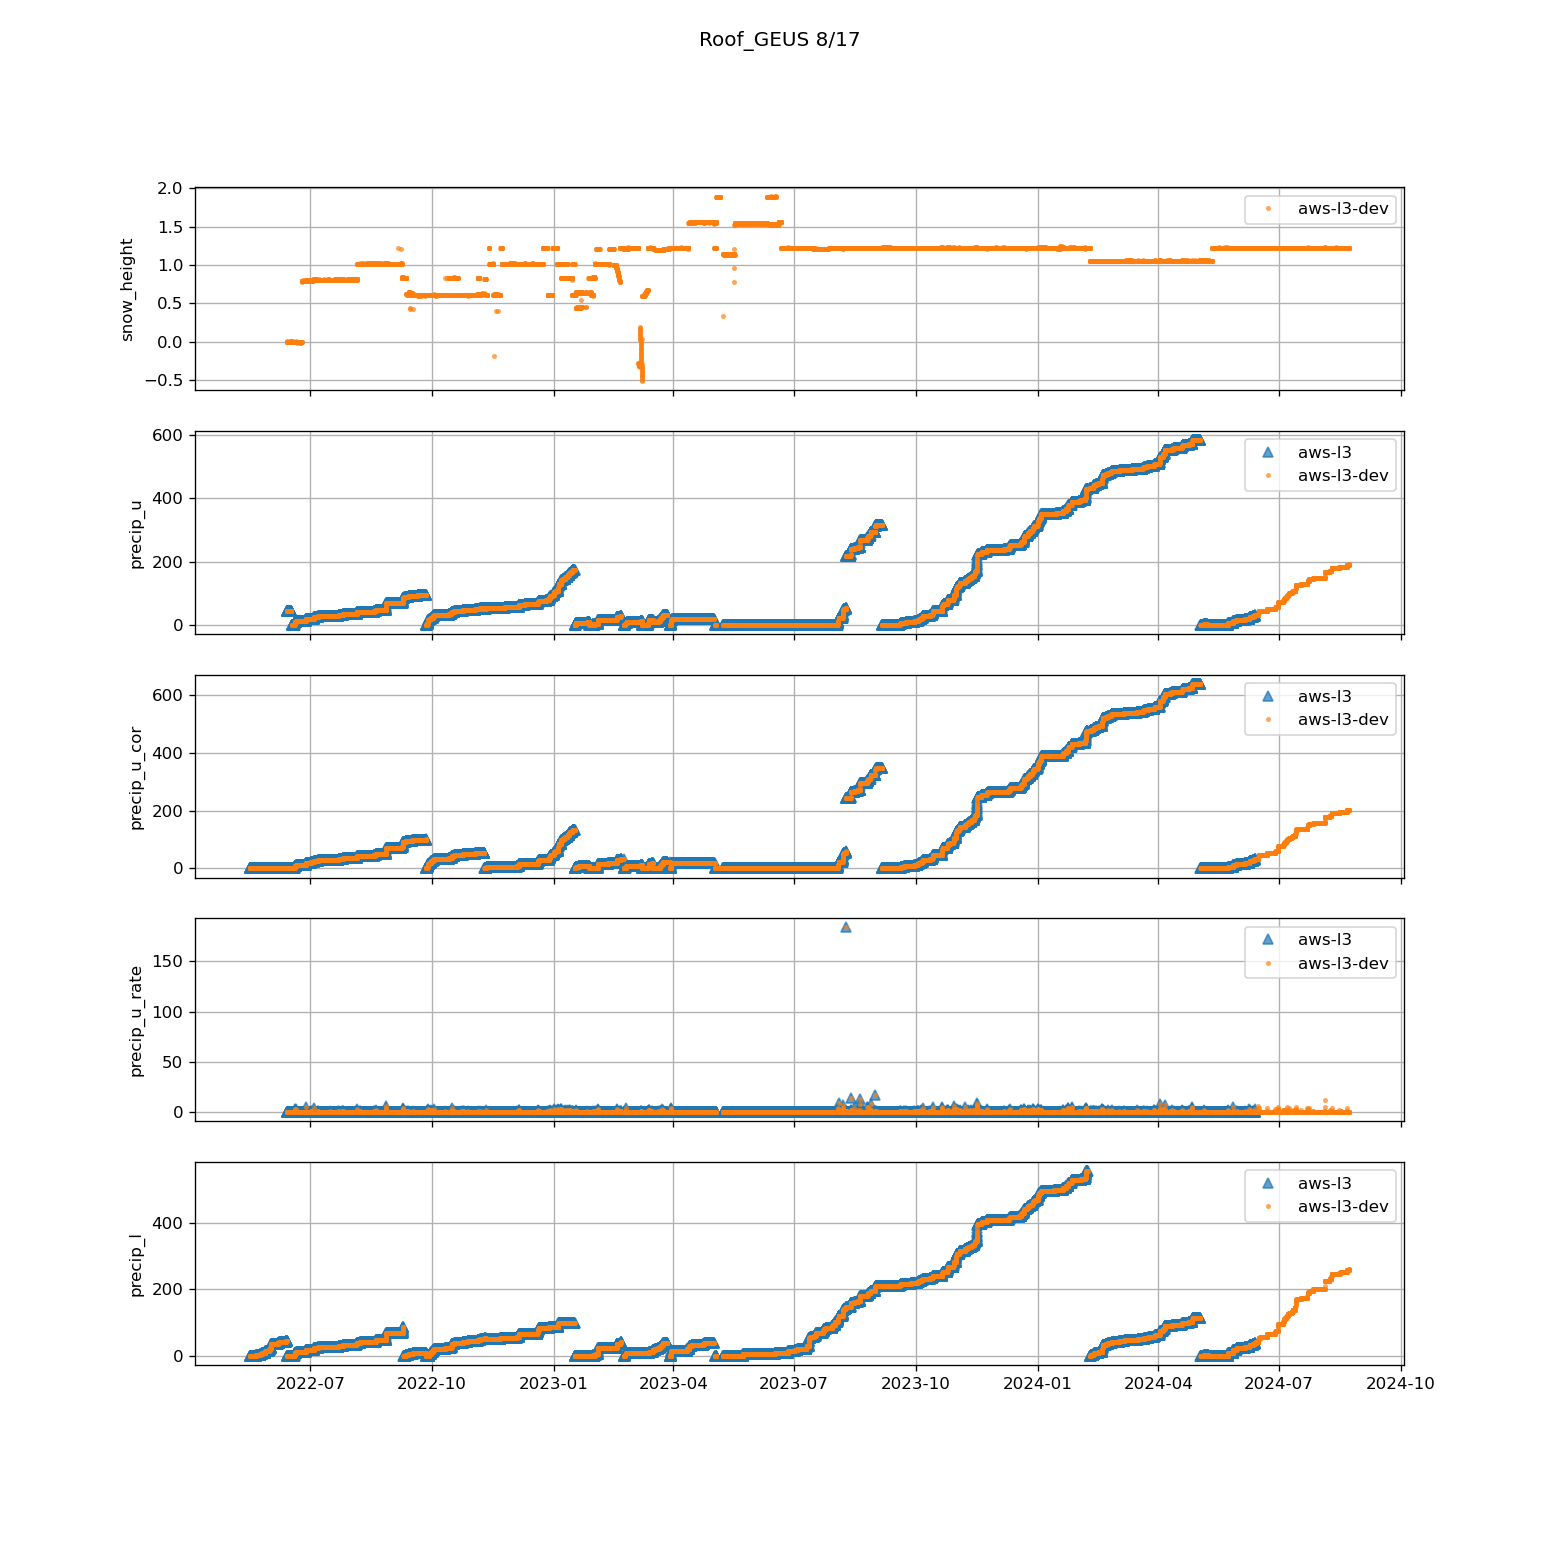 Roof_GEUS 8/17
2.0
1.5
1.0
0.5
0.0
−0.5
snow_height
aws-l3-dev
600
400
200
0
precip_u
aws-l3
aws-l3-dev
600
400
200
0
precip_u_cor
aws-l3
aws-l3-dev
150
100
50
0
precip_u_rate
aws-l3
aws-l3-dev
400
200
0
precip_l
aws-l3
aws-l3-dev
2022-07
2022-10
2023-01
2023-04
2023-07
2023-10
2024-01
2024-04
2024-07
2024-10